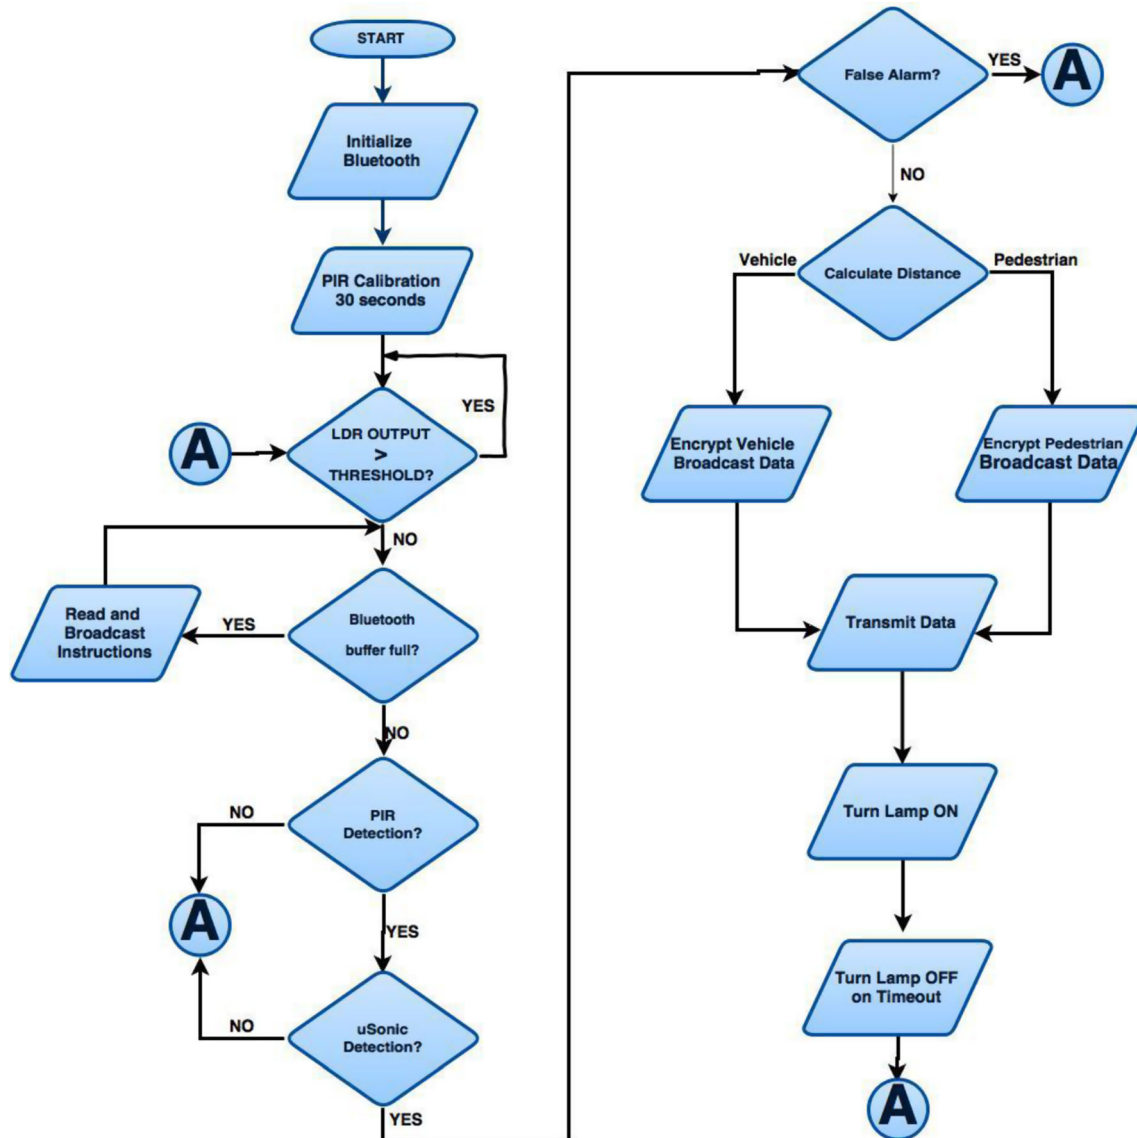 START
Initialize
Bluetooth
PIR Calibration
30 seconds
YES
A
LDR OUTPUT
>
THRESHOLD?
NO
Read and
Broadcast
Instructions
YES
Bluetooth
buffer full?
NO
NO
PIR
Detection?
A
YES
NO
uSonic
Detection?
YES
False Alarm?
YES
A
NO
Vehicle
Calculate Distance
Pedestrian
Encrypt Vehicle
Broadcast Data
Encrypt Pedestrian
Broadcast Data
Transmit Data
Turn Lamp ON
Turn Lamp OFF
on Timeout
A